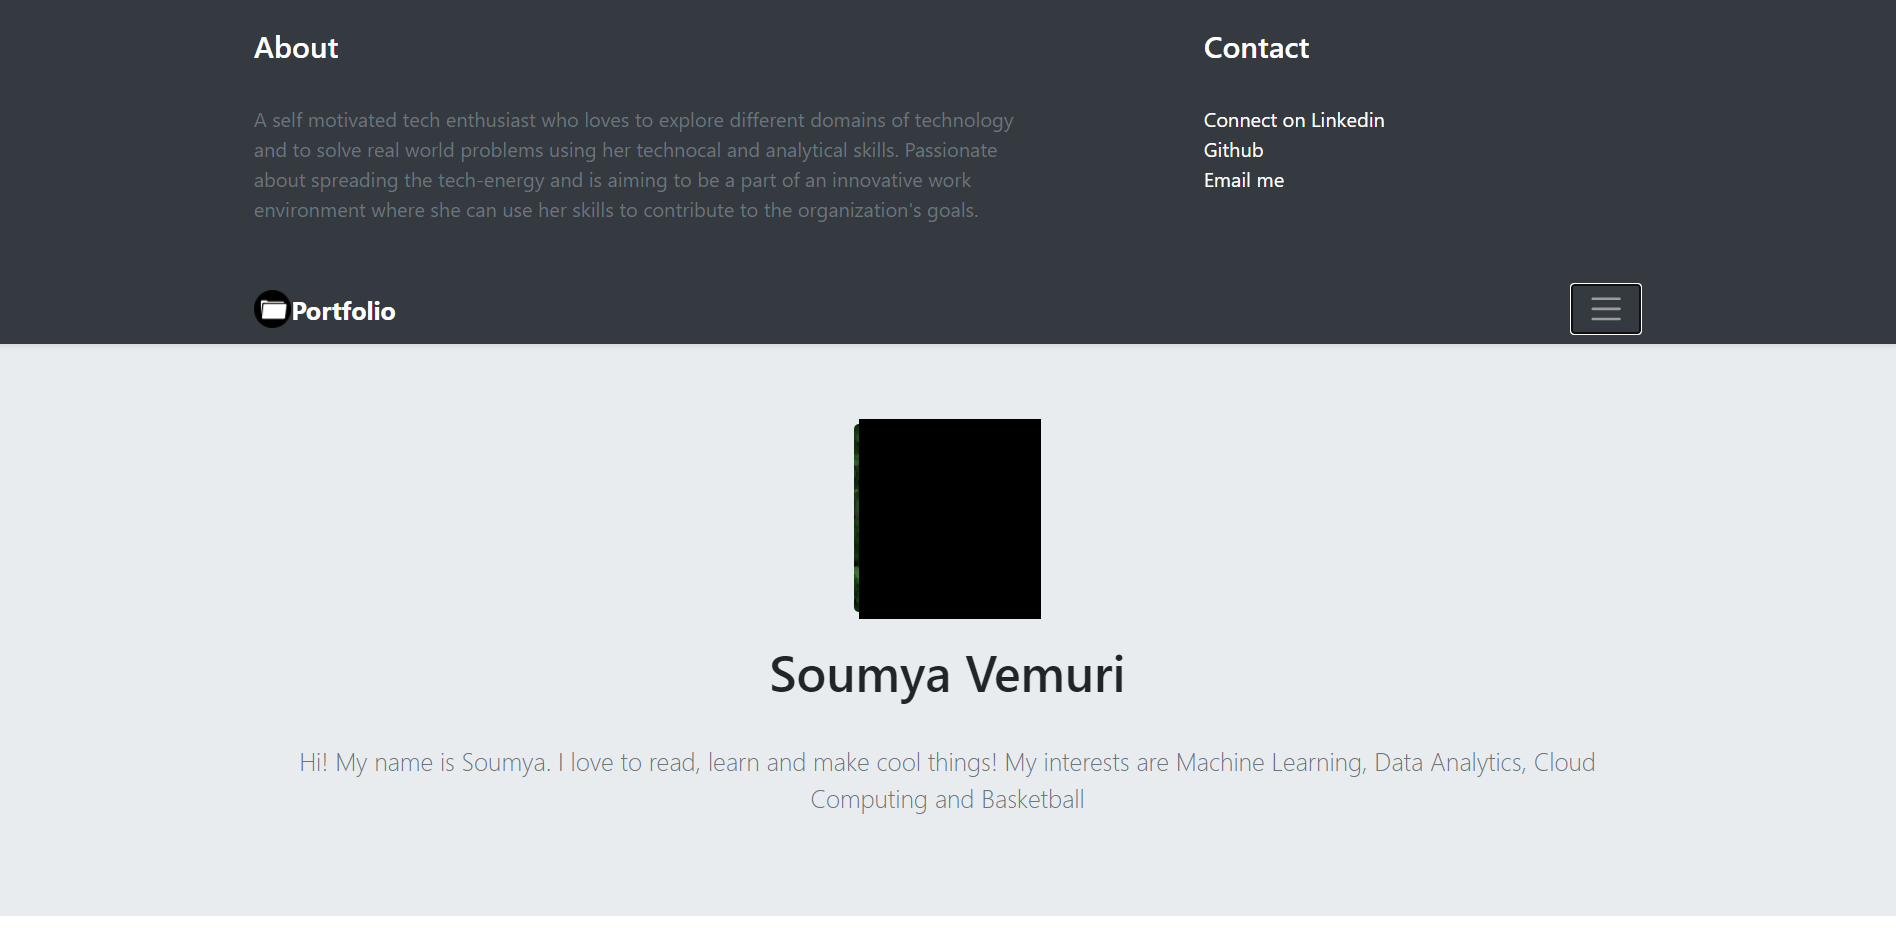 About
A self motivated tech enthusiast who loves to explore different domains of technology
and to solve real world problems using her technocal and analytical skills. Passionate
about spreading the tech-energy and is aiming to be a part of an innovative work
environment where she can use her skills to contribute to the organization's goals.
Contact
Connect on Linkedin
Github
Email me
Portfolio
Soumya Vemuri
Hi! My name is Soumya. I love to read, learn and make cool things! My interests are Machine Learning, Data Analytics, Cloud
Computing and Basketball